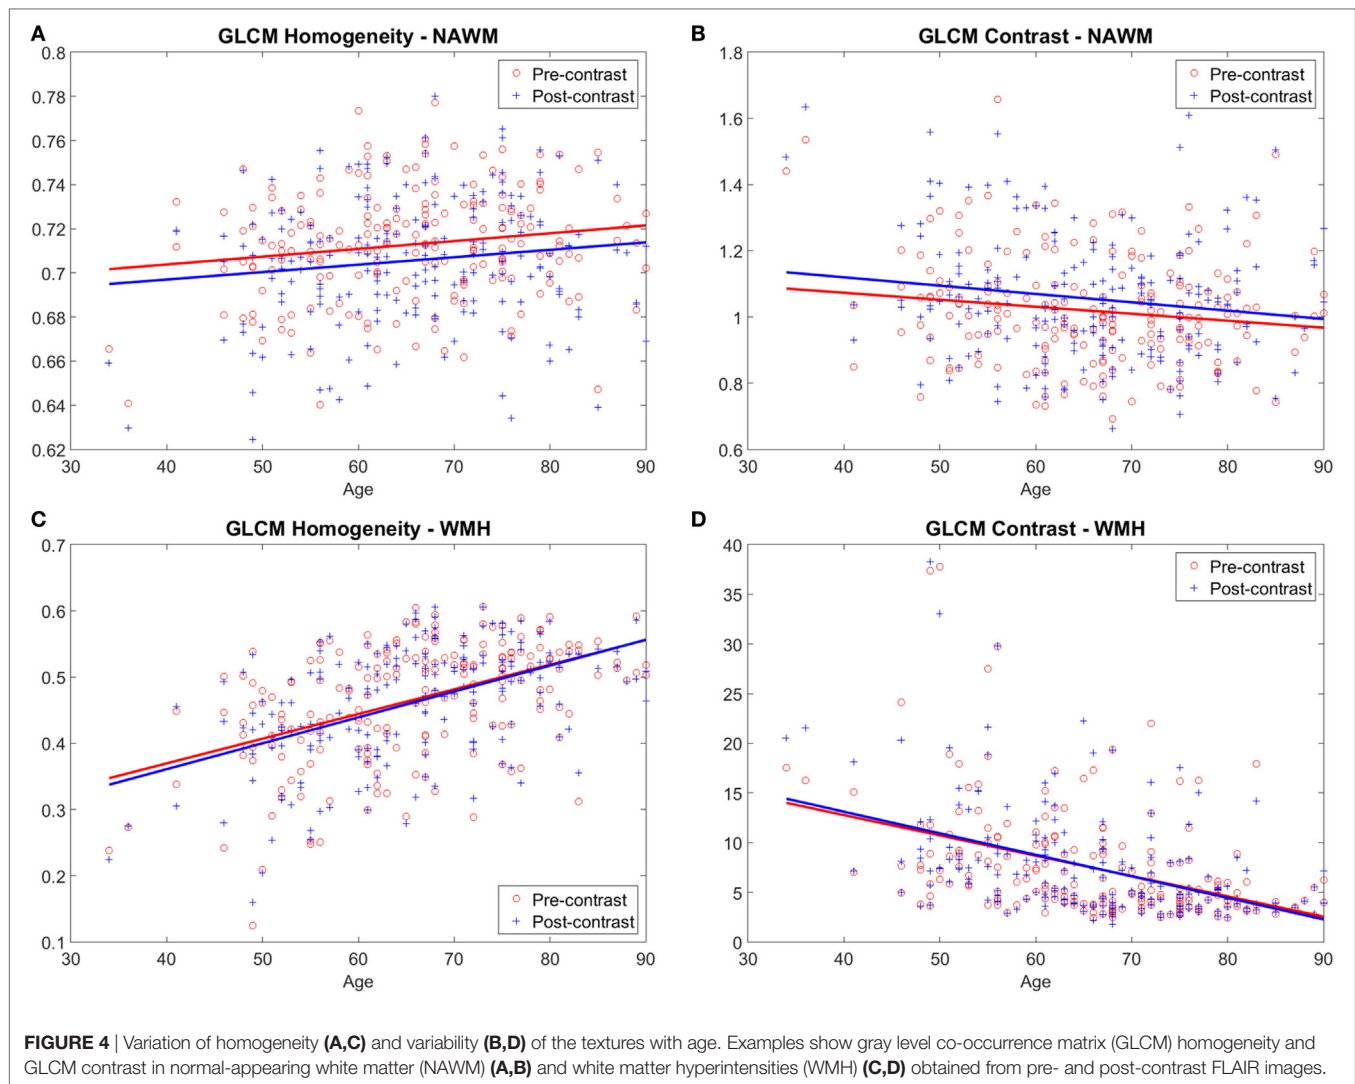 A
GLCM Homogeneity - NAWM
0.8
0.78
0.76
0.74
0.72
0.7
0.68
0.66
0.64
0.62
30 40 50 60 70 80 90
Age
Pre-contrast
Post-contrast
B
GLCM Contrast - NAWM
1.8
1.6
1.4
1.2
1
0.8
0.6
30 40 50 60 70 80 90
Age
Pre-contrast
Post-contrast
C
GLCM Homogeneity - WMH
0.7
0.6
0.5
0.4
0.3
0.2
0.1
30 40 50 60 70 80 90
Age
Pre-contrast
Post-contrast
D
GLCM Contrast - WMH
40
35
30
25
20
15
10
5
0
30 40 50 60 70 80 90
Age
Pre-contrast
Post-contrast
FIGURE 4 | Variation of homogeneity (A,C) and variability (B,D) of the textures with age. Examples show gray level co-occurrence matrix (GLCM) homogeneity and
GLCM contrast in normal-appearing white matter (NAWM) (A,B) and white matter hyperintensities (WMH) (C,D) obtained from pre- and post-contrast FLAIR images.